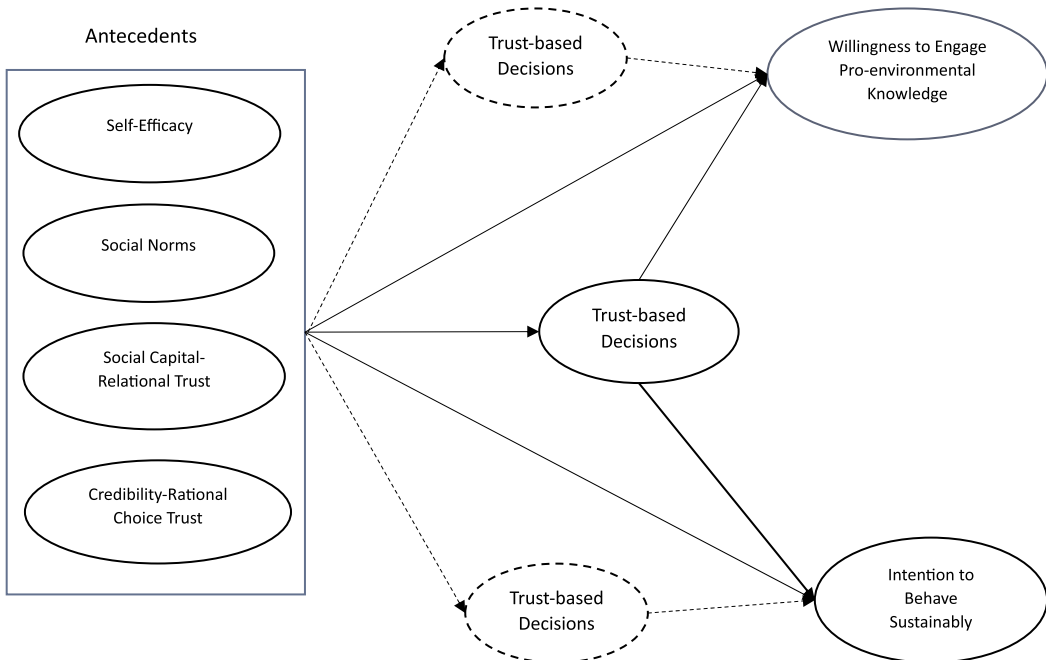 Antecedents
Self-Efficacy
Social Norms
Social Capital-
Relational Trust
Credibility-Rational
Choice Trust
Trust-based
Decisions
Willingness to Engage
Pro-environmental
Knowledge
Trust-based
Decisions
Trust-based
Decisions
Intention to
Behave
Sustainably